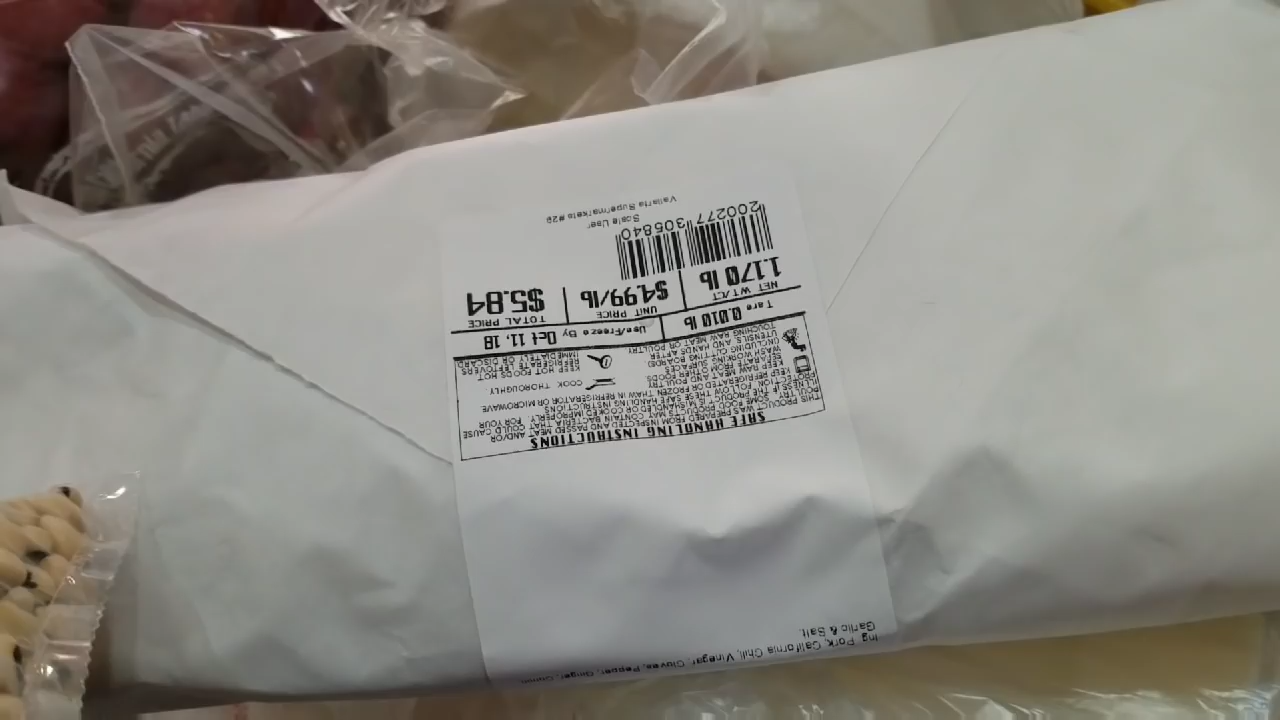 Ing: Pork, California Chili, Vinegar, Cloves, Pepper, Ginger,
Garlic & Salt.
SAFE HANDLING INSTRUCTIONS
THIS PRODUCT WAS PREPARED FROM INSPECTED AND PASSED MEAT AND/OR
POULTRY. SOME FOOD PRODUCTS MAY CONTAIN BACTERIA THAT COULD CAUSE
ILLNESS IF THE PRODUCT IS MISHANDLED OR COOKED IMPROPERLY. FOR YOUR
PROTECTION, FOLLOW THESE SAFE HANDLING INSTRUCTIONS.
KEEP REFRIGERATED OR FROZEN. THAW IN REFRIGERATOR OR MICROWAVE
KEEP RAW MEAT AND POULTRY
SEPARATE FROM OTHER FOODS.
WASH WORKING SURFACES
(INCLUDING CUTTING BOARDS)
UTENSILS, AND HANDS AFTER
TOUCHING RAW MEAT OR POULTRY
COOK THOROUGHLY
KEEP HOT FOODS HOT.
REFRIGERATE LEFTOVERS
IMMEDIATELY OR DISCARD
Tare 0.010 lb
Use/Freeze By Oct 11, 18
NET WT/CT
1.170 lb
UNIT PRICE
$4.99/lb
TOTAL PRICE
$5.84
200277 305840
Scale User
Vallarta Supermarkets #29